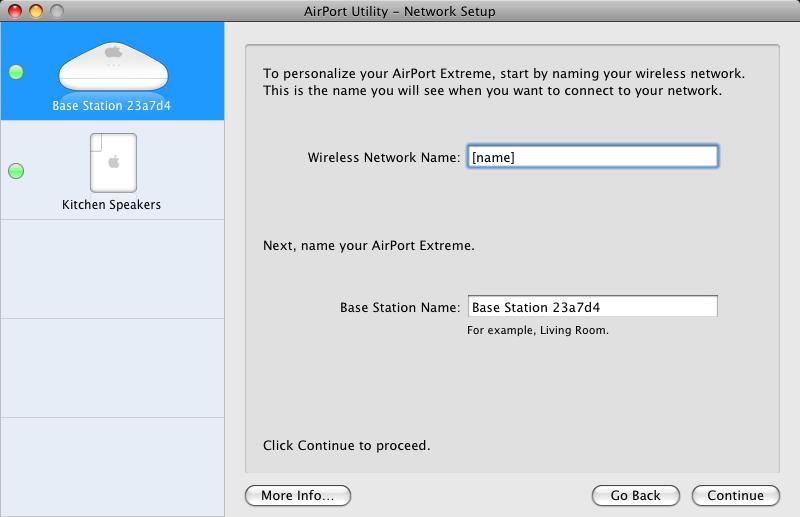 AirPort Utility – Network Setup
Base Station 23a7d4
Kitchen Speakers
To personalize your AirPort Extreme, start by naming your wireless network.
This is the name you will see when you want to connect to your network.
Wireless Network Name: [name]
Next, name your AirPort Extreme.
Base Station Name: Base Station 23a7d4
For example, Living Room.
Click Continue to proceed.
More Info... Go Back Continue